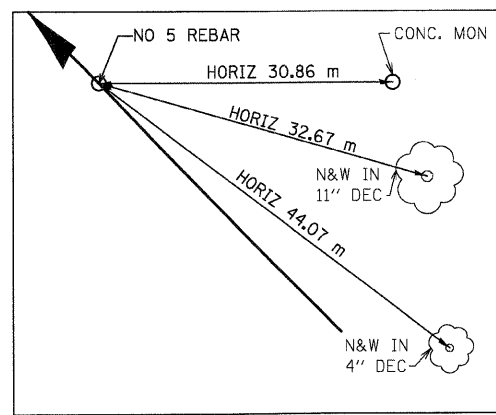 NO 5 REBAR
CONC. MON
HORIZ 30.86 m
HORIZ 32.67 m
N&W IN
11" DEC
HORIZ 44.07 m
N&W IN
4" DEC